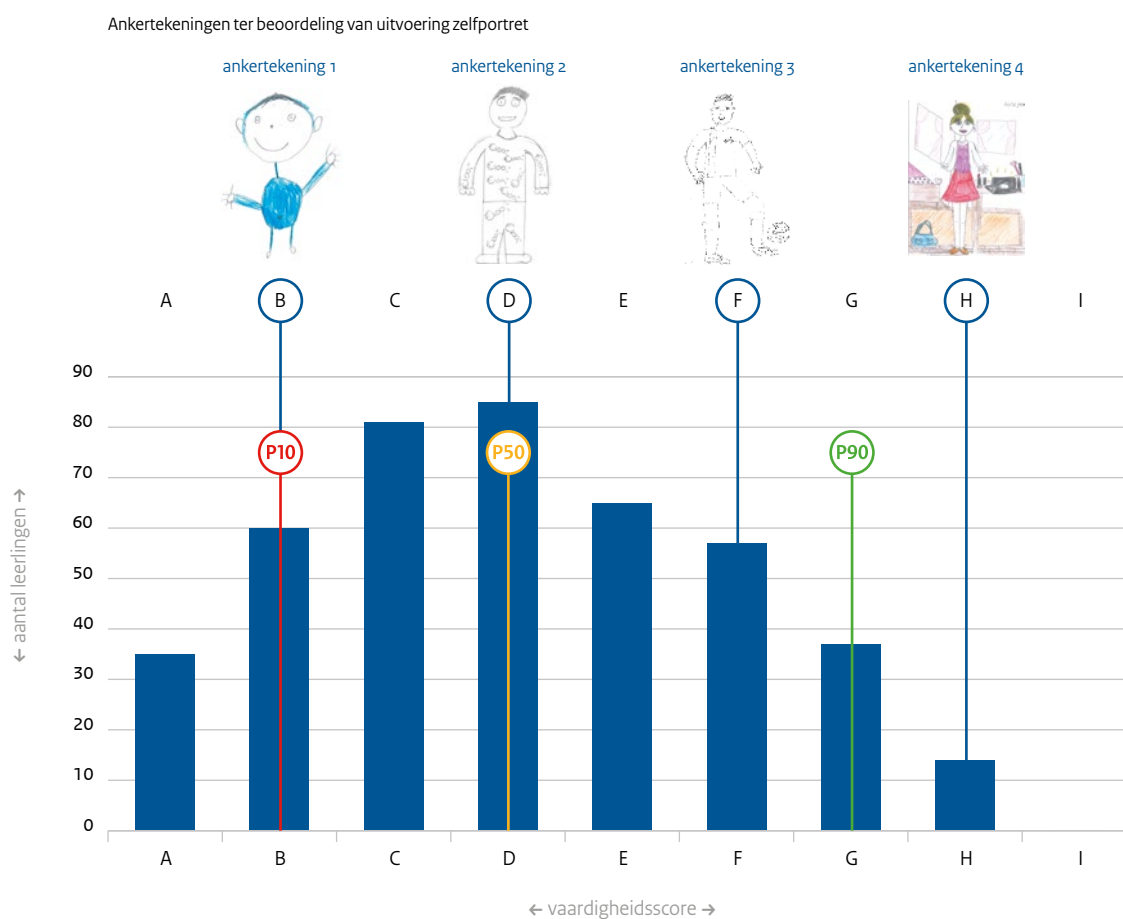 Ankertekeningen ter beoordeling van uitvoering zelfportret
ankertekening 1 ankertekening 2 ankertekening 3 ankertekening 4
A B C D E F G H I
90
80
P10 P50 P90
70
60
50
40
30
20
10
0
← aantal leerlingen →
A B C D E F G H I
← vaardigheidsscore →